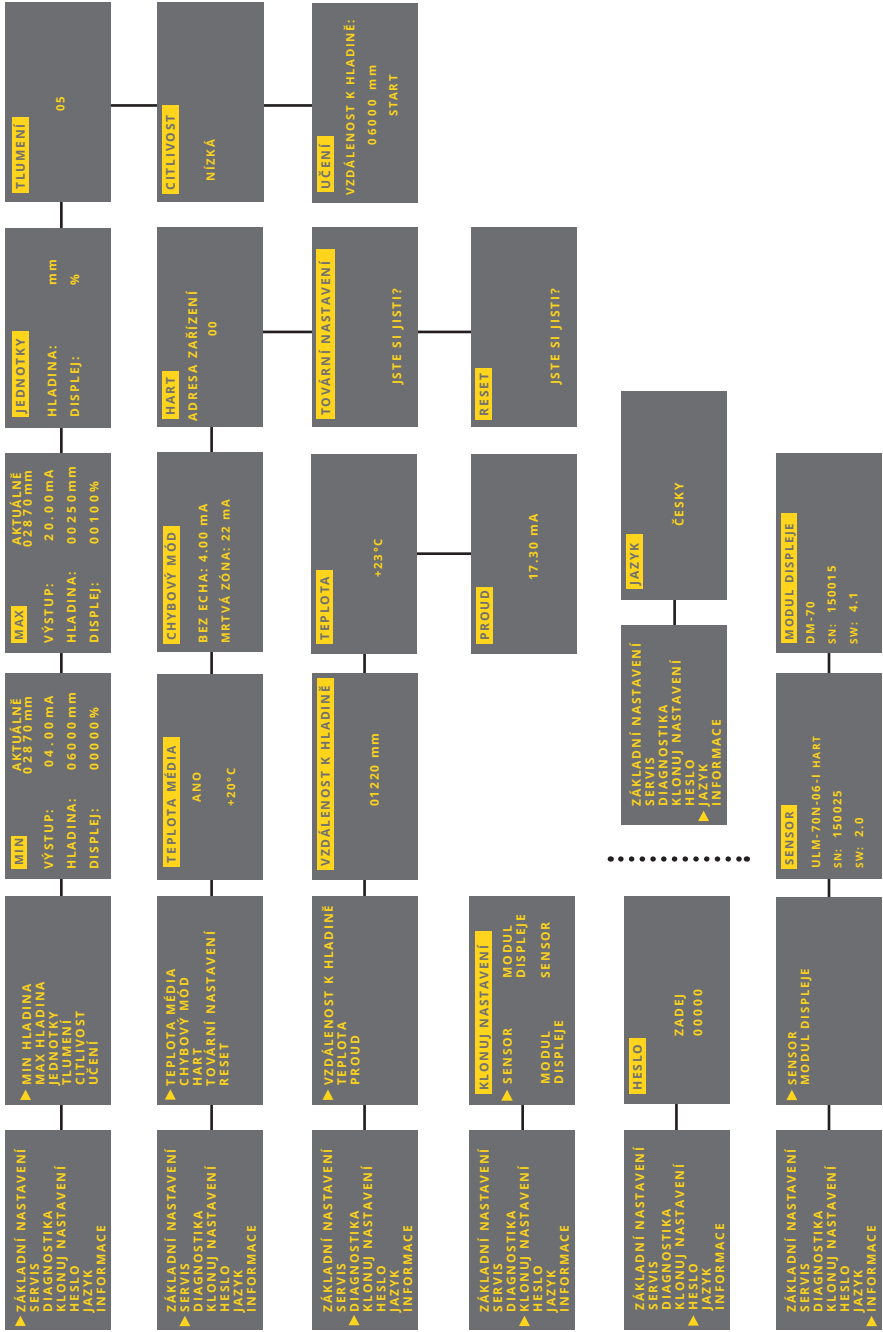 ZÁKLADNÍ NASTAVENÍ
SERVIS
DIAGNOSTIKA
KLONUJ NASTAVENÍ
HESLO
JAZYK
INFORMACE
MIN HLADINA
MAX HLADINA
JEDNOTKY
TLUMENÍ
CITLIVOST
UČENÍ
MIN
AKTUÁLNĚ
02870mm
VÝSTUP: 04.00mA
HLADINA: 06000mm
DISPLEJ: 00000%
MAX
AKTUÁLNĚ
02870mm
VÝSTUP: 20.00mA
HLADINA: 00250mm
DISPLEJ: 00100%
JEDNOTKY
HLADINA: mm
DISPLEJ: %
TLUMENÍ
05
CITLIVOST
NÍZKÁ
UČENÍ
VZDÁLENOST K HLADINĚ:
06000 mm
START
ZÁKLADNÍ NASTAVENÍ
SERVIS
DIAGNOSTIKA
KLONUJ NASTAVENÍ
HESLO
JAZYK
INFORMACE
TEPLOTA MÉDIA
CHYBOVÝ MÓD
HART
TOVÁRNÍ NASTAVENÍ
RESET
TEPLOTA MÉDIA
ANO
+20°C
CHYBOVÝ MÓD
BEZ ECHA: 4.00 mA
MRTVÁ ZÓNA: 22 mA
HART
ADRESA ZAŘÍZENÍ
00
TOVÁRNÍ NASTAVENÍ
JSTE SI JISTI?
RESET
JSTE SI JISTI?
ZÁKLADNÍ NASTAVENÍ
SERVIS
DIAGNOSTIKA
KLONUJ NASTAVENÍ
HESLO
JAZYK
INFORMACE
VZDÁLENOST K HLADINĚ
TEPLOTA
PROUD
VZDÁLENOST K HLADINĚ
01220 mm
TEPLOTA
+23°C
PROUD
17.30 mA
ZÁKLADNÍ NASTAVENÍ
SERVIS
DIAGNOSTIKA
KLONUJ NASTAVENÍ
HESLO
JAZYK
INFORMACE
KLONUJ NASTAVENÍ
SENSOR MODUL
DISPLEJE
MODUL
DISPLEJE SENSOR
ZÁKLADNÍ NASTAVENÍ
SERVIS
DIAGNOSTIKA
KLONUJ NASTAVENÍ
HESLO
JAZYK
INFORMACE
HESLO
ZADEJ
00000
ZÁKLADNÍ NASTAVENÍ
SERVIS
DIAGNOSTIKA
KLONUJ NASTAVENÍ
HESLO
JAZYK
INFORMACE
JAZYK
ČESKY
ZÁKLADNÍ NASTAVENÍ
SERVIS
DIAGNOSTIKA
KLONUJ NASTAVENÍ
HESLO
JAZYK
INFORMACE
SENSOR
MODUL DISPLEJE
SENSOR
ULM-70N-06-I HART
SN: 150025
SW: 2.0
MODUL DISPLEJE
DM-70
SN: 150015
SW: 4.1